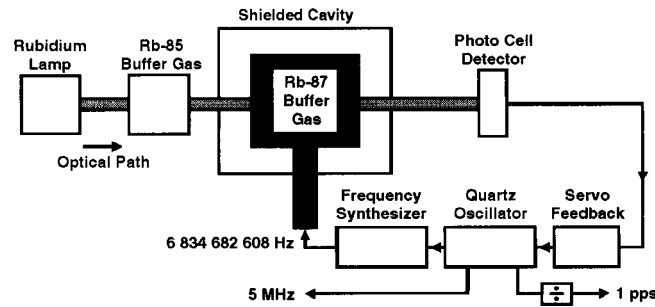 Shielded Cavity
Rubidium
Lamp
Rb-85
Buffer Gas
Rb-87
Buffer
Gas
Photo Cell
Detector
Optical Path
Frequency
Synthesizer
Quartz
Oscillator
Servo
Feedback
6 834 682 608 Hz
5 MHz
÷
1 pps